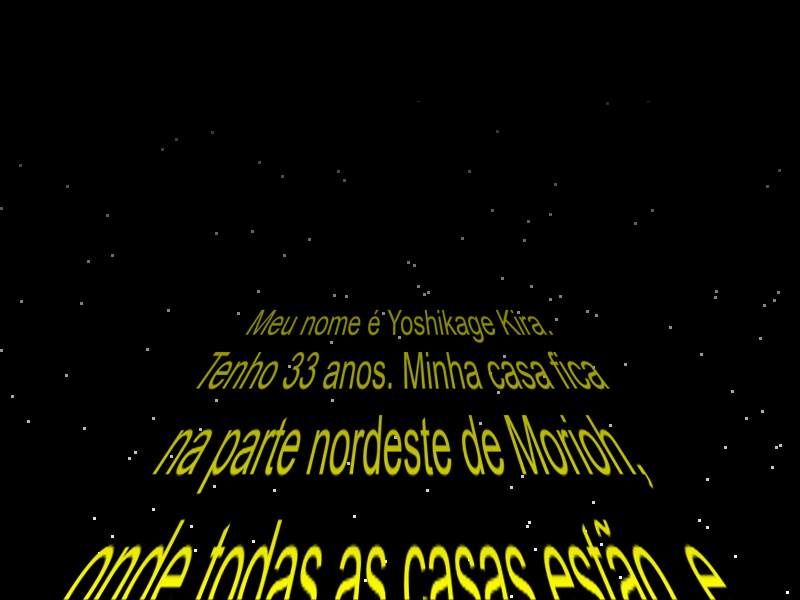 Meu nome é Yoshikage Kira.
Tenho 33 anos. Minha casa fica
na parte nordeste de Morioh,
onde todas as casas estão, e